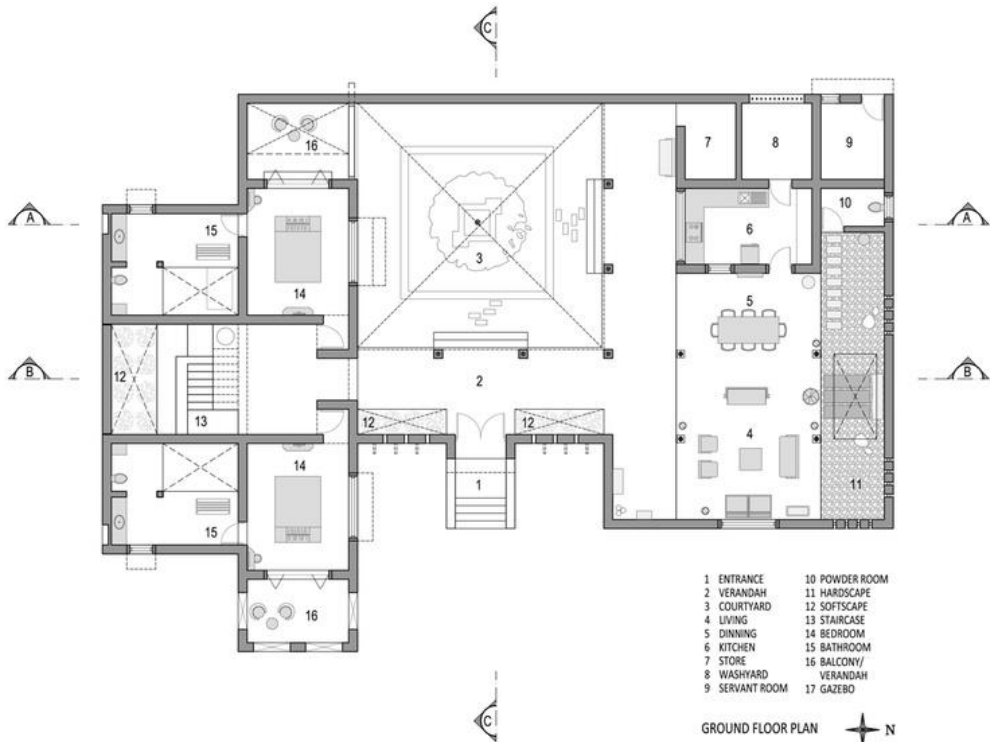 C
16
7
8
9
A
15
10
A
6
3
14
5
B
12
2
B
13
12
12
4
14
1
11
15
16
1 ENTRANCE
2 VERANDAH
3 COURTYARD
4 LIVING
5 DINNING
6 KITCHEN
7 STORE
8 WASHYARD
9 SERVANT ROOM
10 POWDER ROOM
11 HARDSCAPE
12 SOFTSCAPE
13 STAIRCASE
14 BEDROOM
15 BATHROOM
16 BALCONY/
VERANDAH
17 GAZEBO
C
GROUND FLOOR PLAN
N